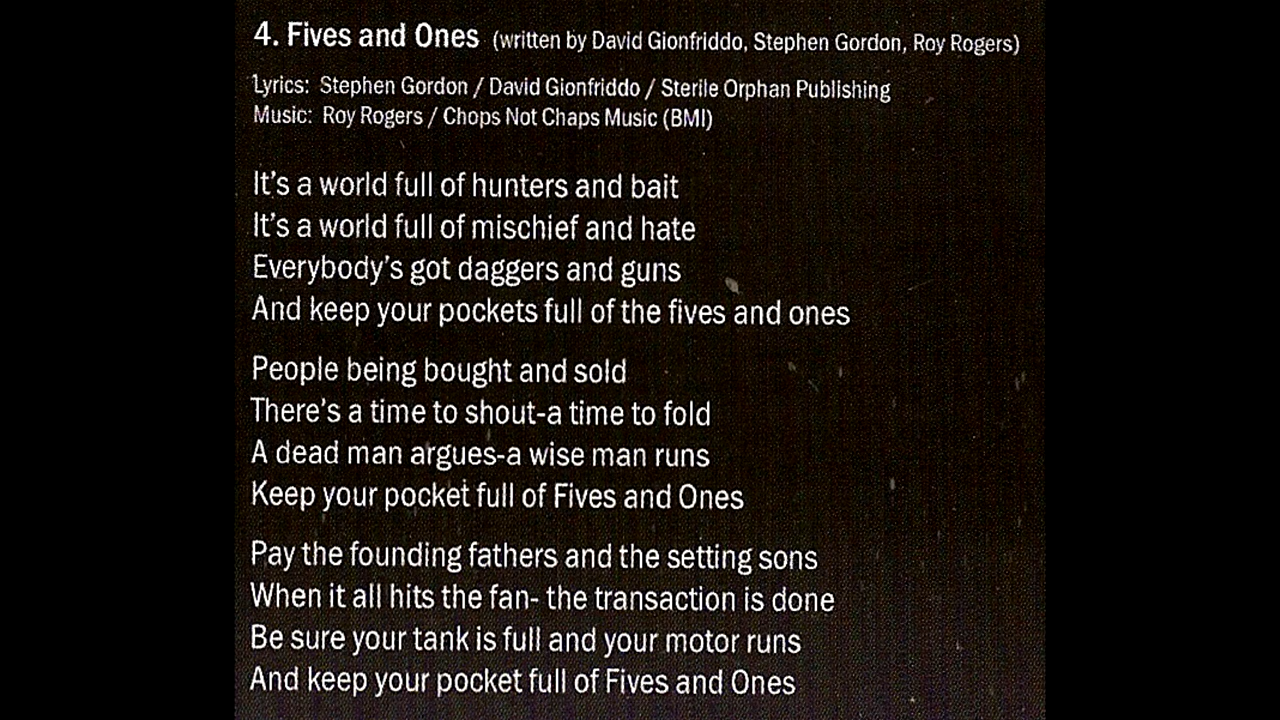 4. Fives and Ones (written by David Gionfriddo, Stephen Gordon, Roy Rogers)
Lyrics: Stephen Gordon / David Gionfriddo / Sterile Orphan Publishing
Music: Roy Rogers / Chops Not Chaps Music (BMI)
It's a world full of hunters and bait
It's a world full of mischief and hate
Everybody's got daggers and guns
And keep your pockets full of the fives and ones
People being bought and sold
There's a time to shout-a time to fold
A dead man argues-a wise man runs
Keep your pocket full of Fives and Ones
Pay the founding fathers and the setting sons
When it all hits the fan- the transaction is done
Be sure your tank is full and your motor runs
And keep your pocket full of Fives and Ones